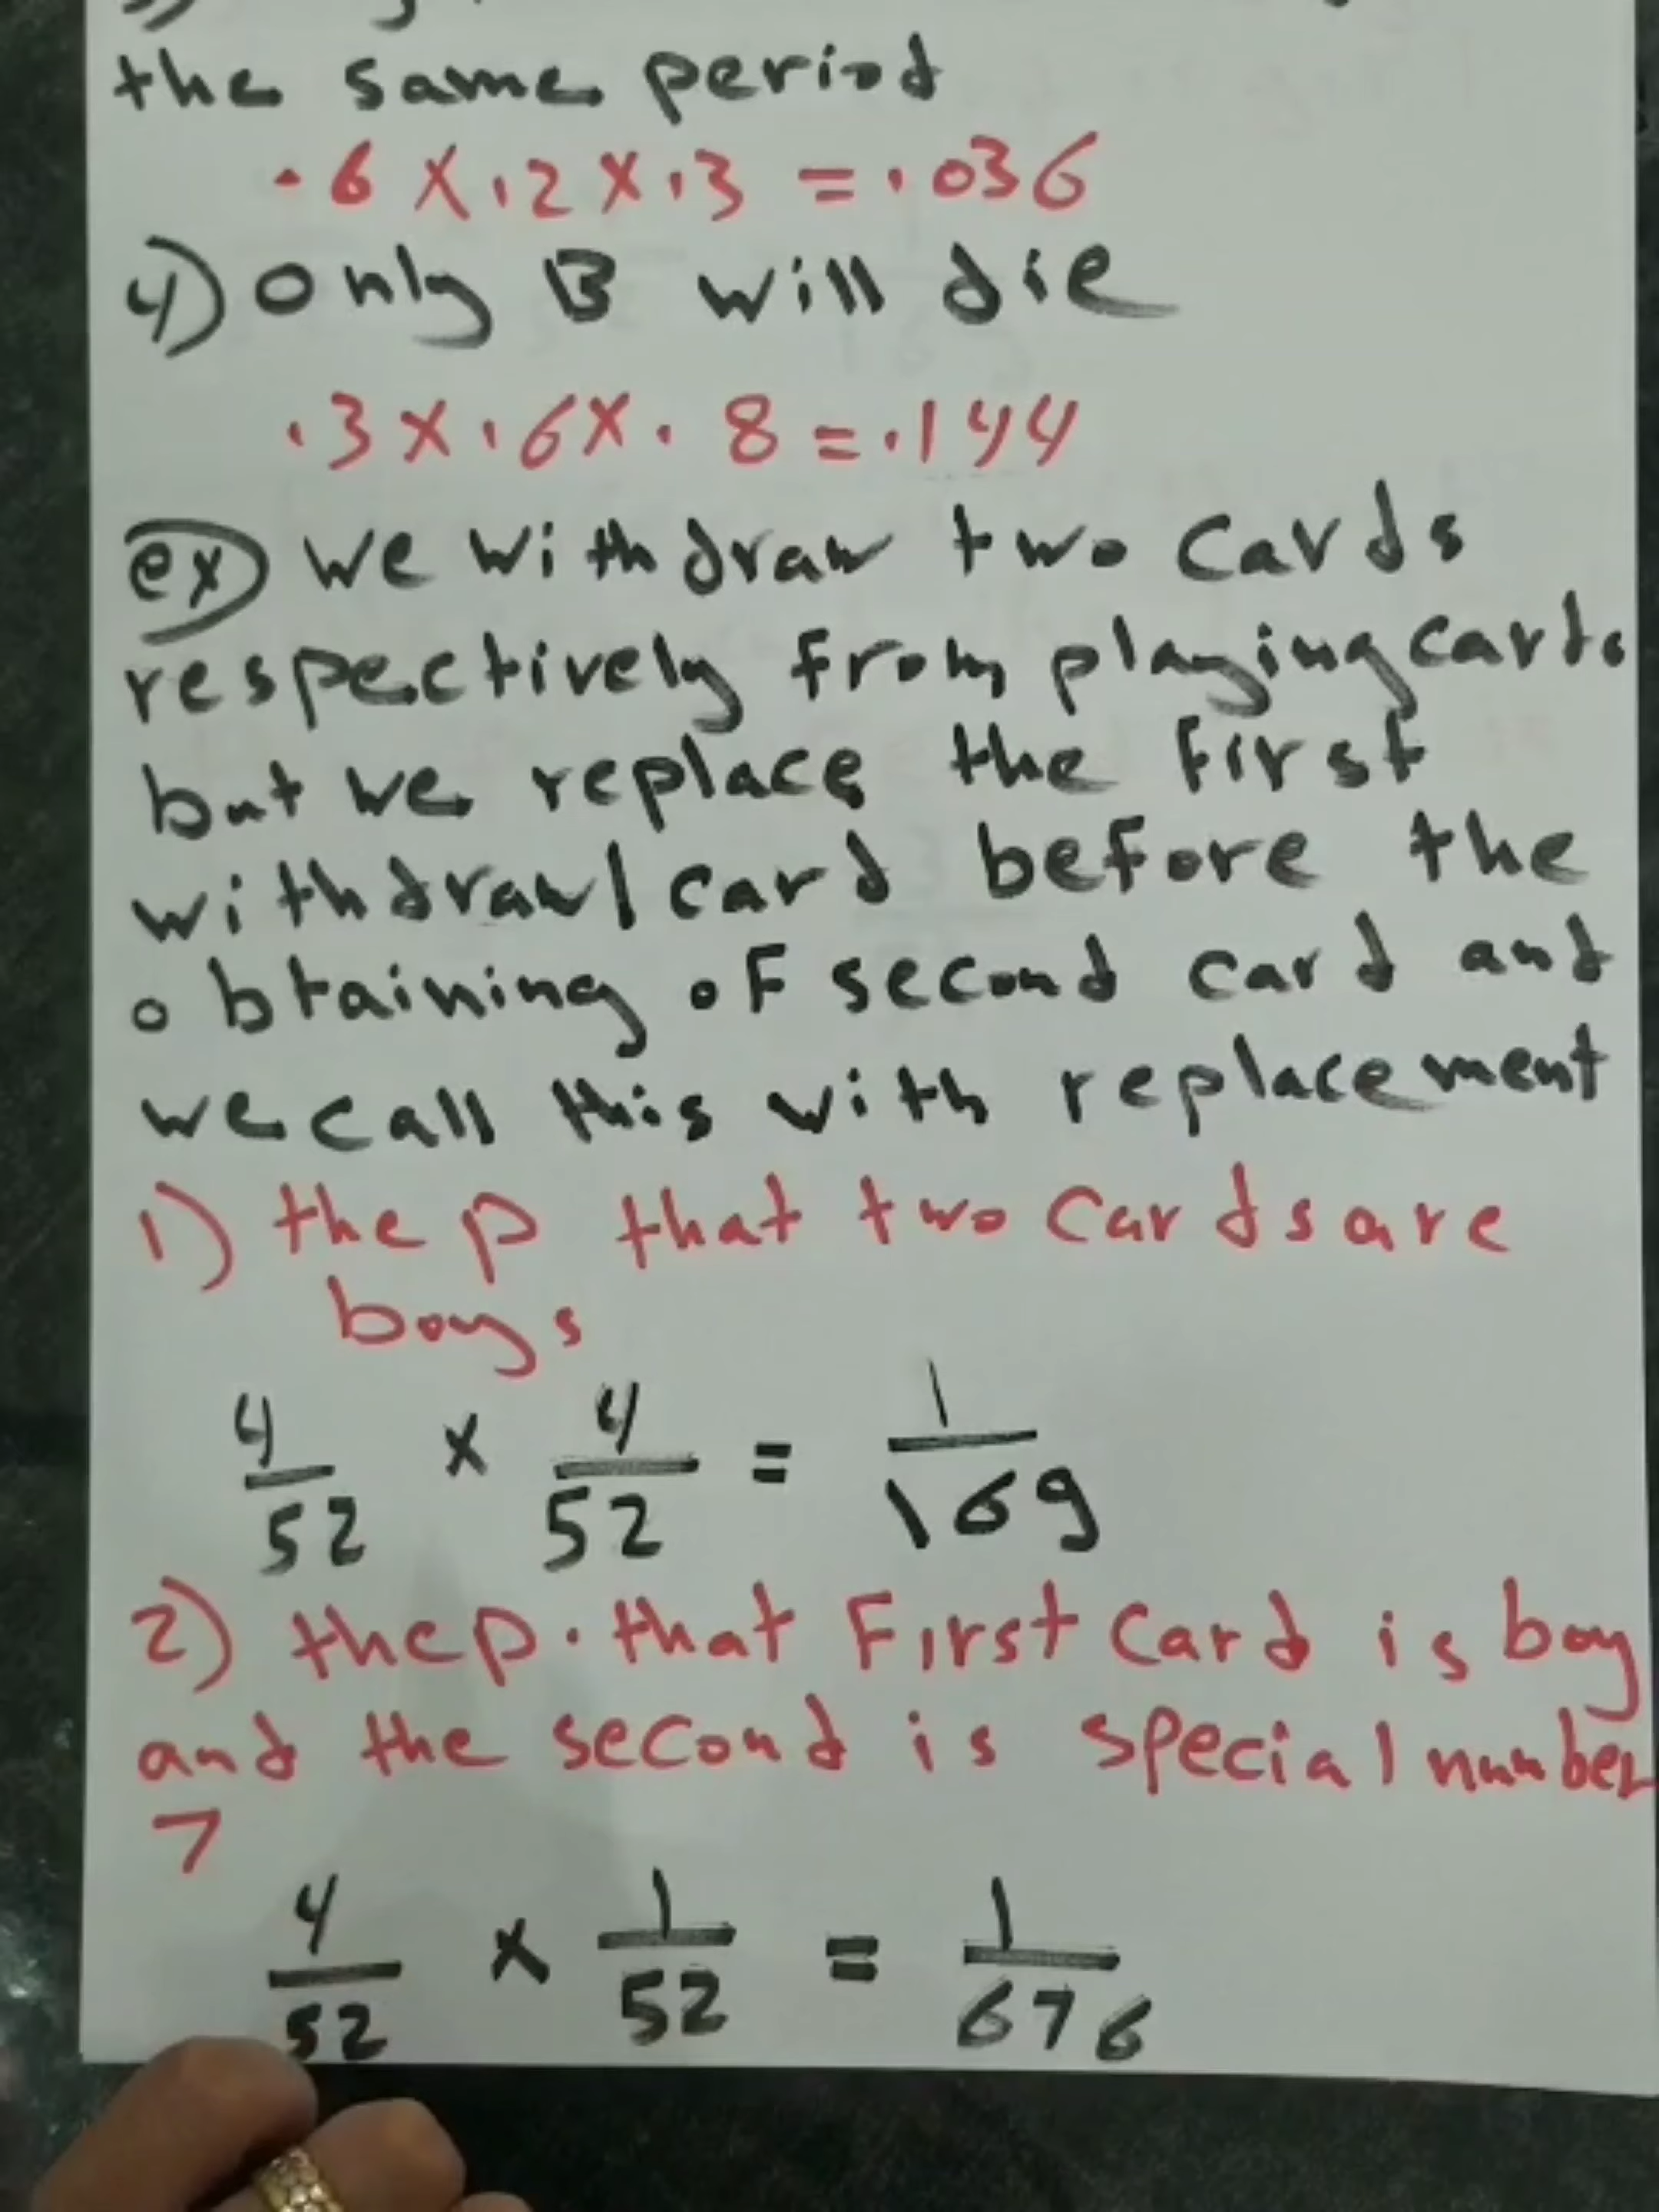 the same period
.6 X .2 X .3 = .036
4) only B will die
.3 X .6 X .8 = .144
ex) we withdraw two cards
respectively from playing cards
but we replace the first
withdrawl card before the
obtaining of second card and
we call this with replacement
1) the p that two cards are
boys
4/52 x 4/52 = 1/169
2) the p. that First card is boy
and the second is special number
7
4/52 x 1/52 = 1/676